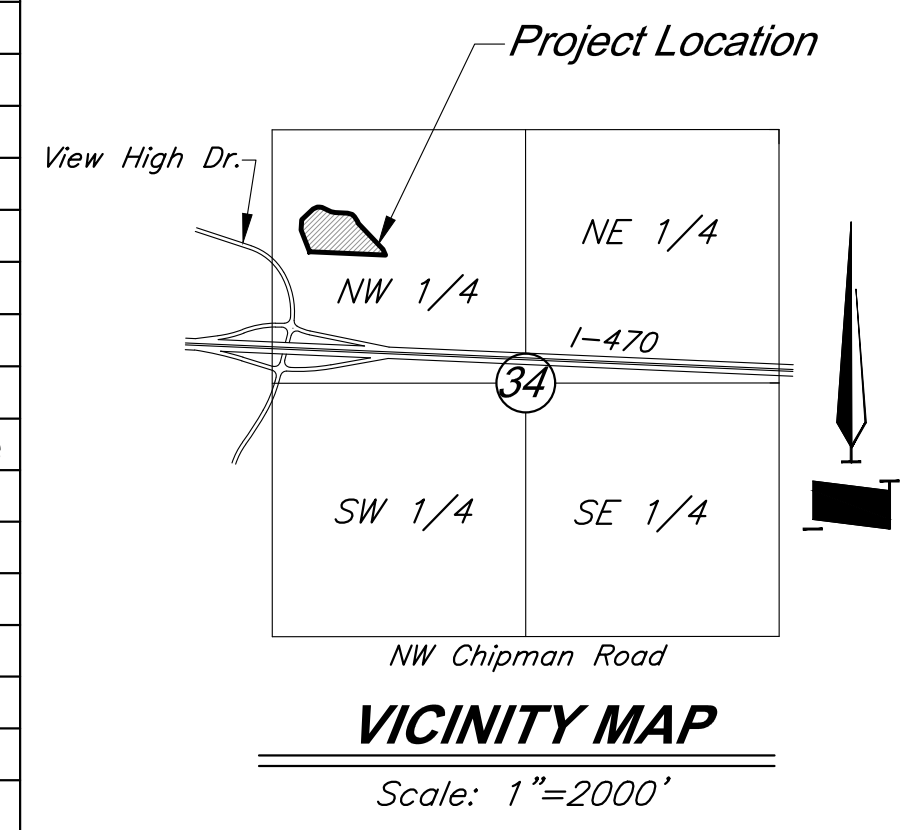 Project Location
View High Dr.
NE 1/4
NW 1/4
I-470
34
SW 1/4
SE 1/4
NW Chipman Road
VICINITY MAP
Scale: 1"=2000'